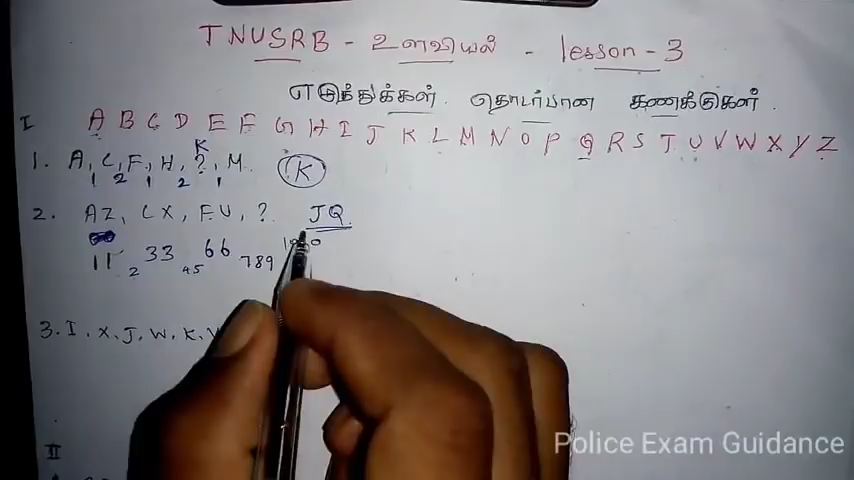 TNUSRB - உளவியல் - lesson - 3
எழுத்துக்கள் தொடர்பான கணக்குகள்.
I A B C D E F G H I J K L M N O P Q R S T U V W X Y Z
K
1. A, C, F, H, ?, M. K
1 2 1 2 1
2. AZ, CX, FU, ? JQ.
11 2 33 45 66 789
3. I, X, J, W, K, V
II
Police Exam Guidance